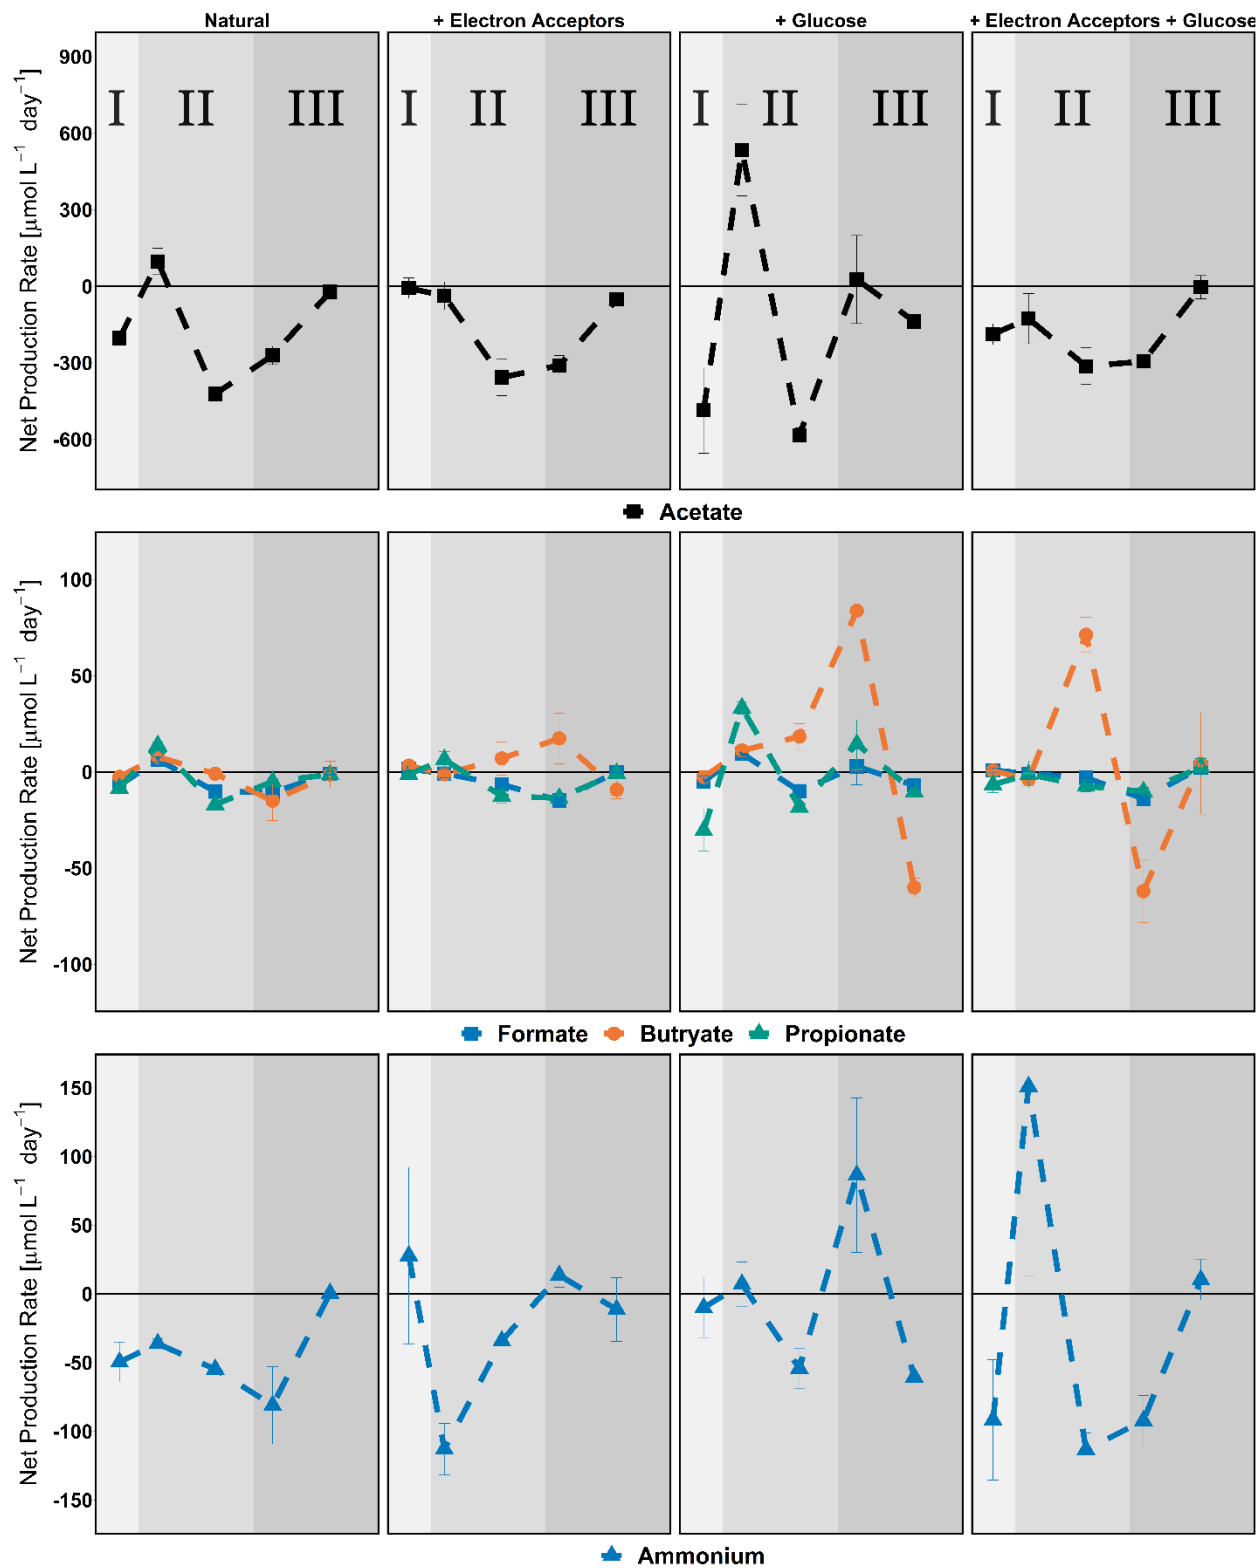 Natural
+ Electron Acceptors
+ Glucose
+ Electron Acceptors + Glucose
Net Production Rate [μmol L⁻¹ day⁻¹]
900
600
300
0
-300
-600
I II III
I II III
I II III
I II III
Acetate
Net Production Rate [μmol L⁻¹ day⁻¹]
100
50
0
-50
-100
Formate Butryate Propionate
Net Production Rate [μmol L⁻¹ day⁻¹]
150
100
50
0
-50
-100
-150
Ammonium